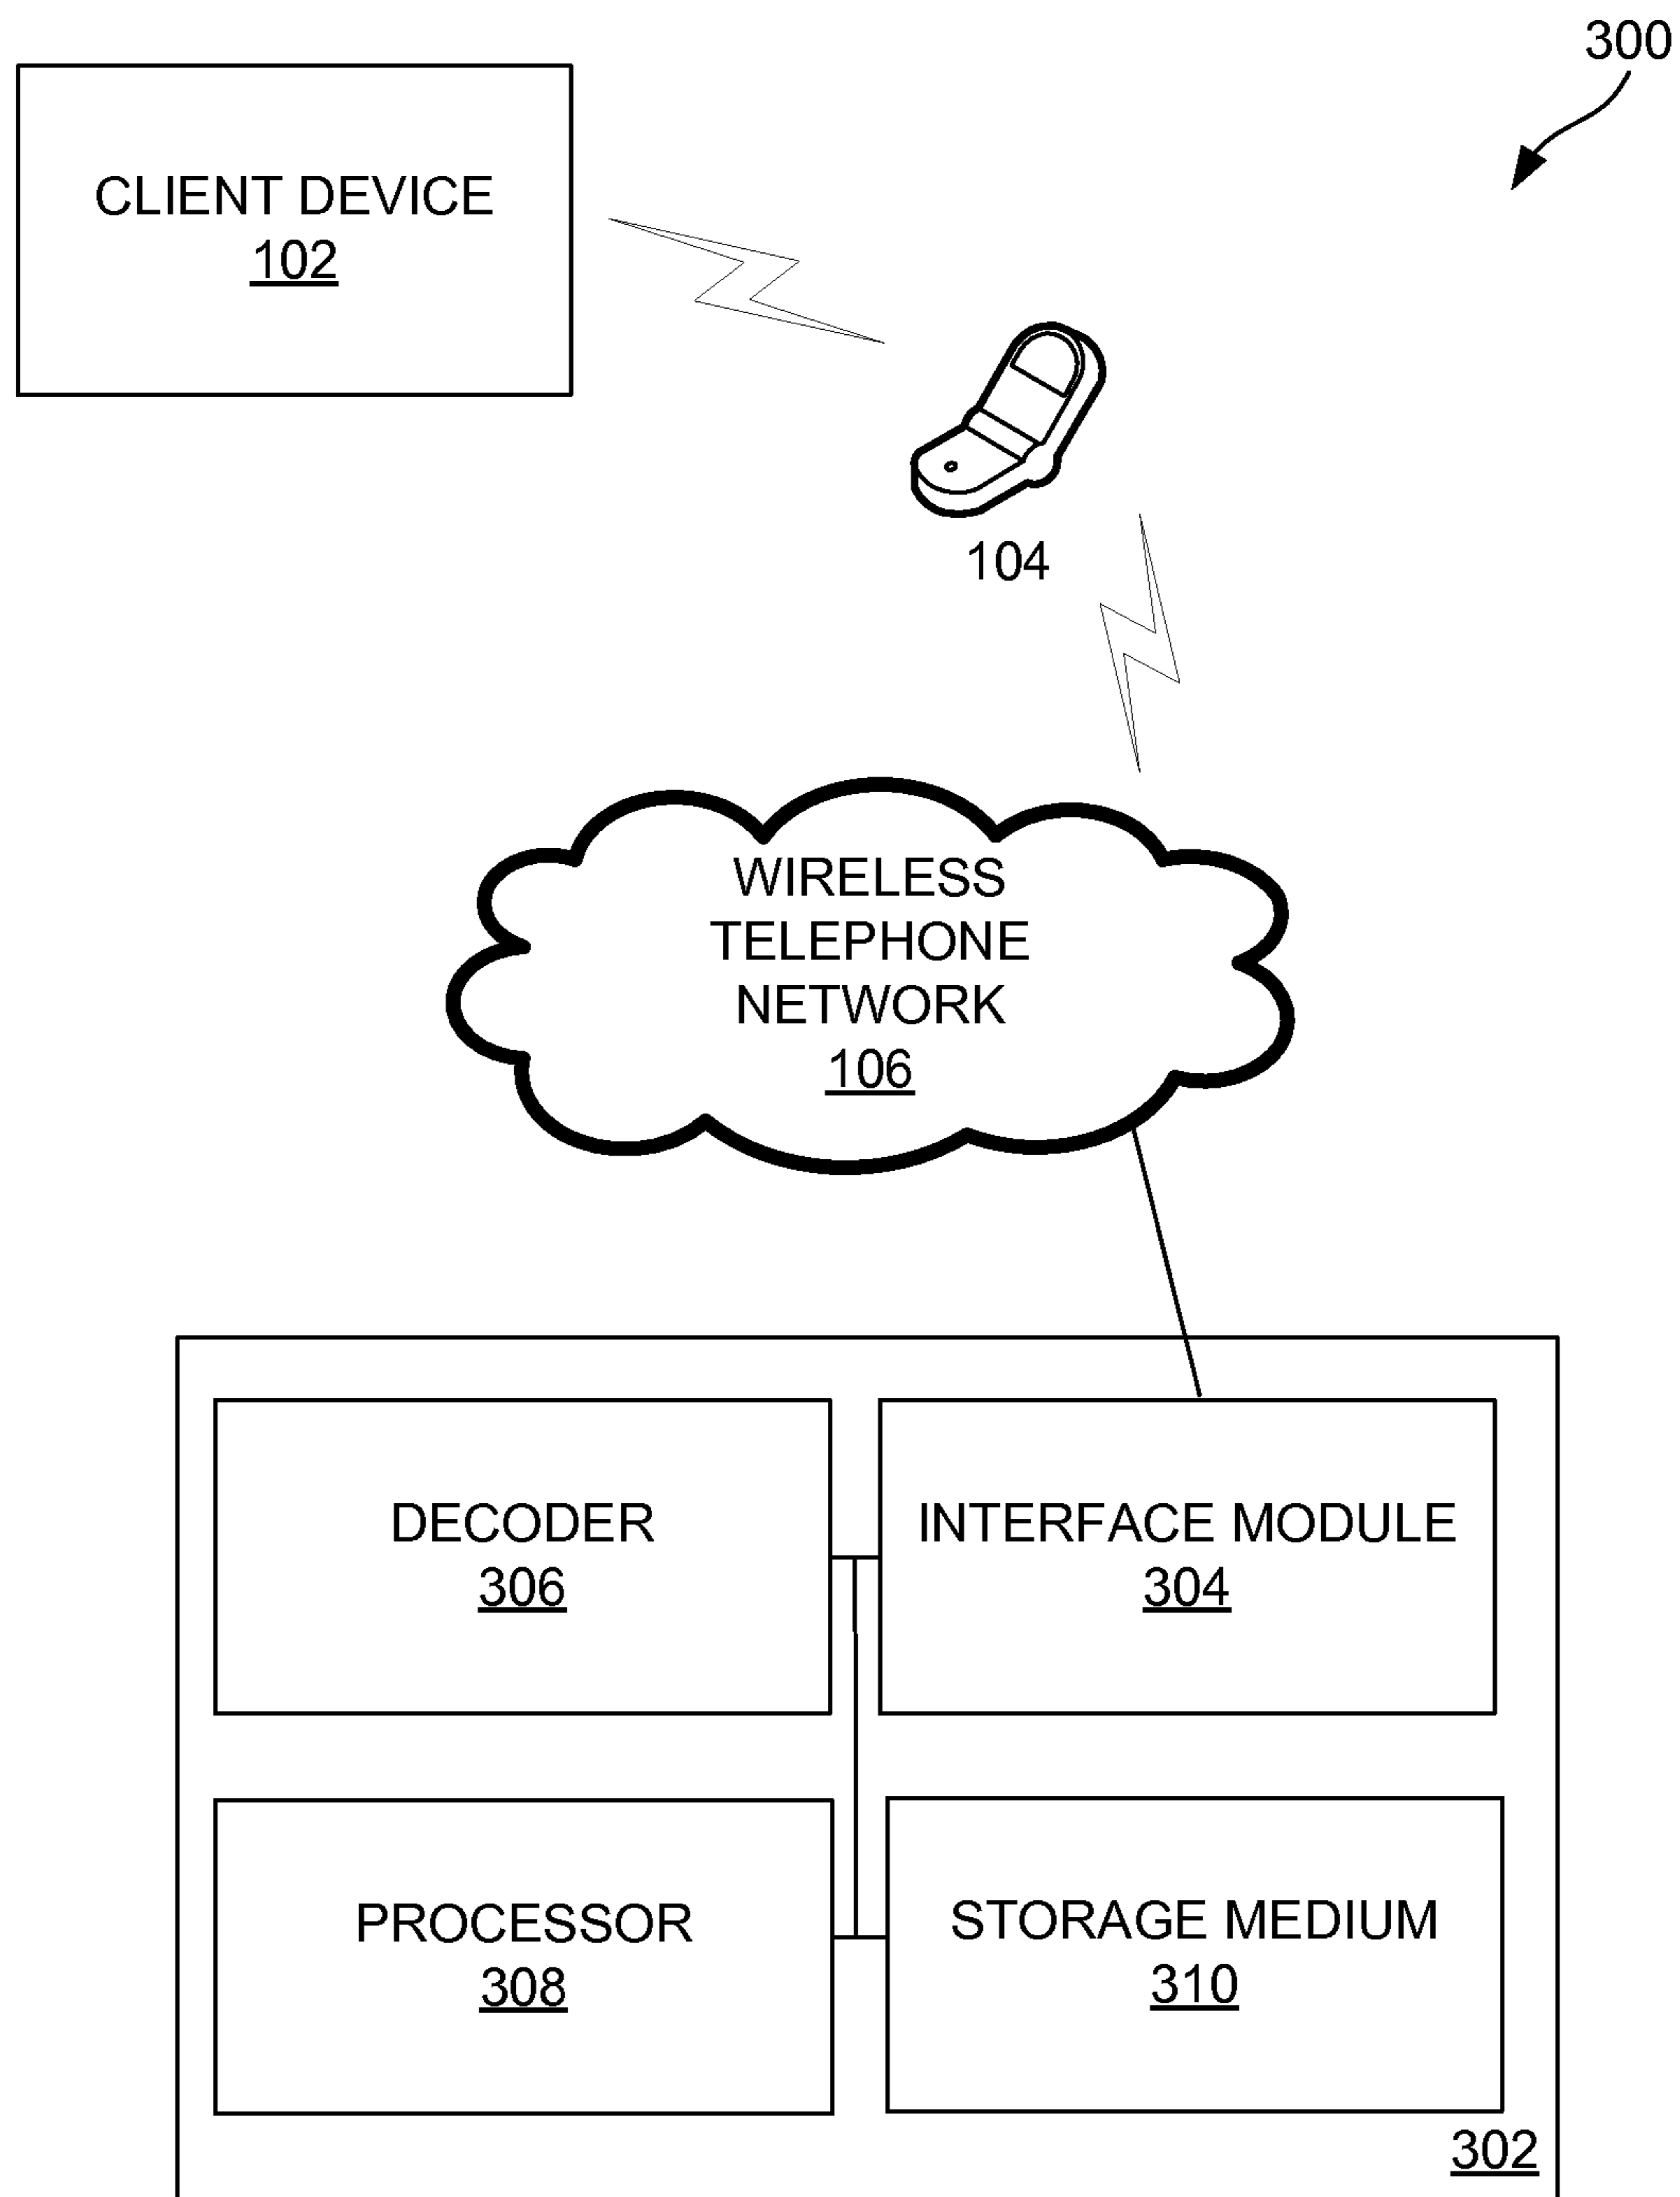 300
CLIENT DEVICE
102
104
WIRELESS
TELEPHONE
NETWORK
106
DECODER
306
INTERFACE MODULE
304
PROCESSOR
308
STORAGE MEDIUM
310
302